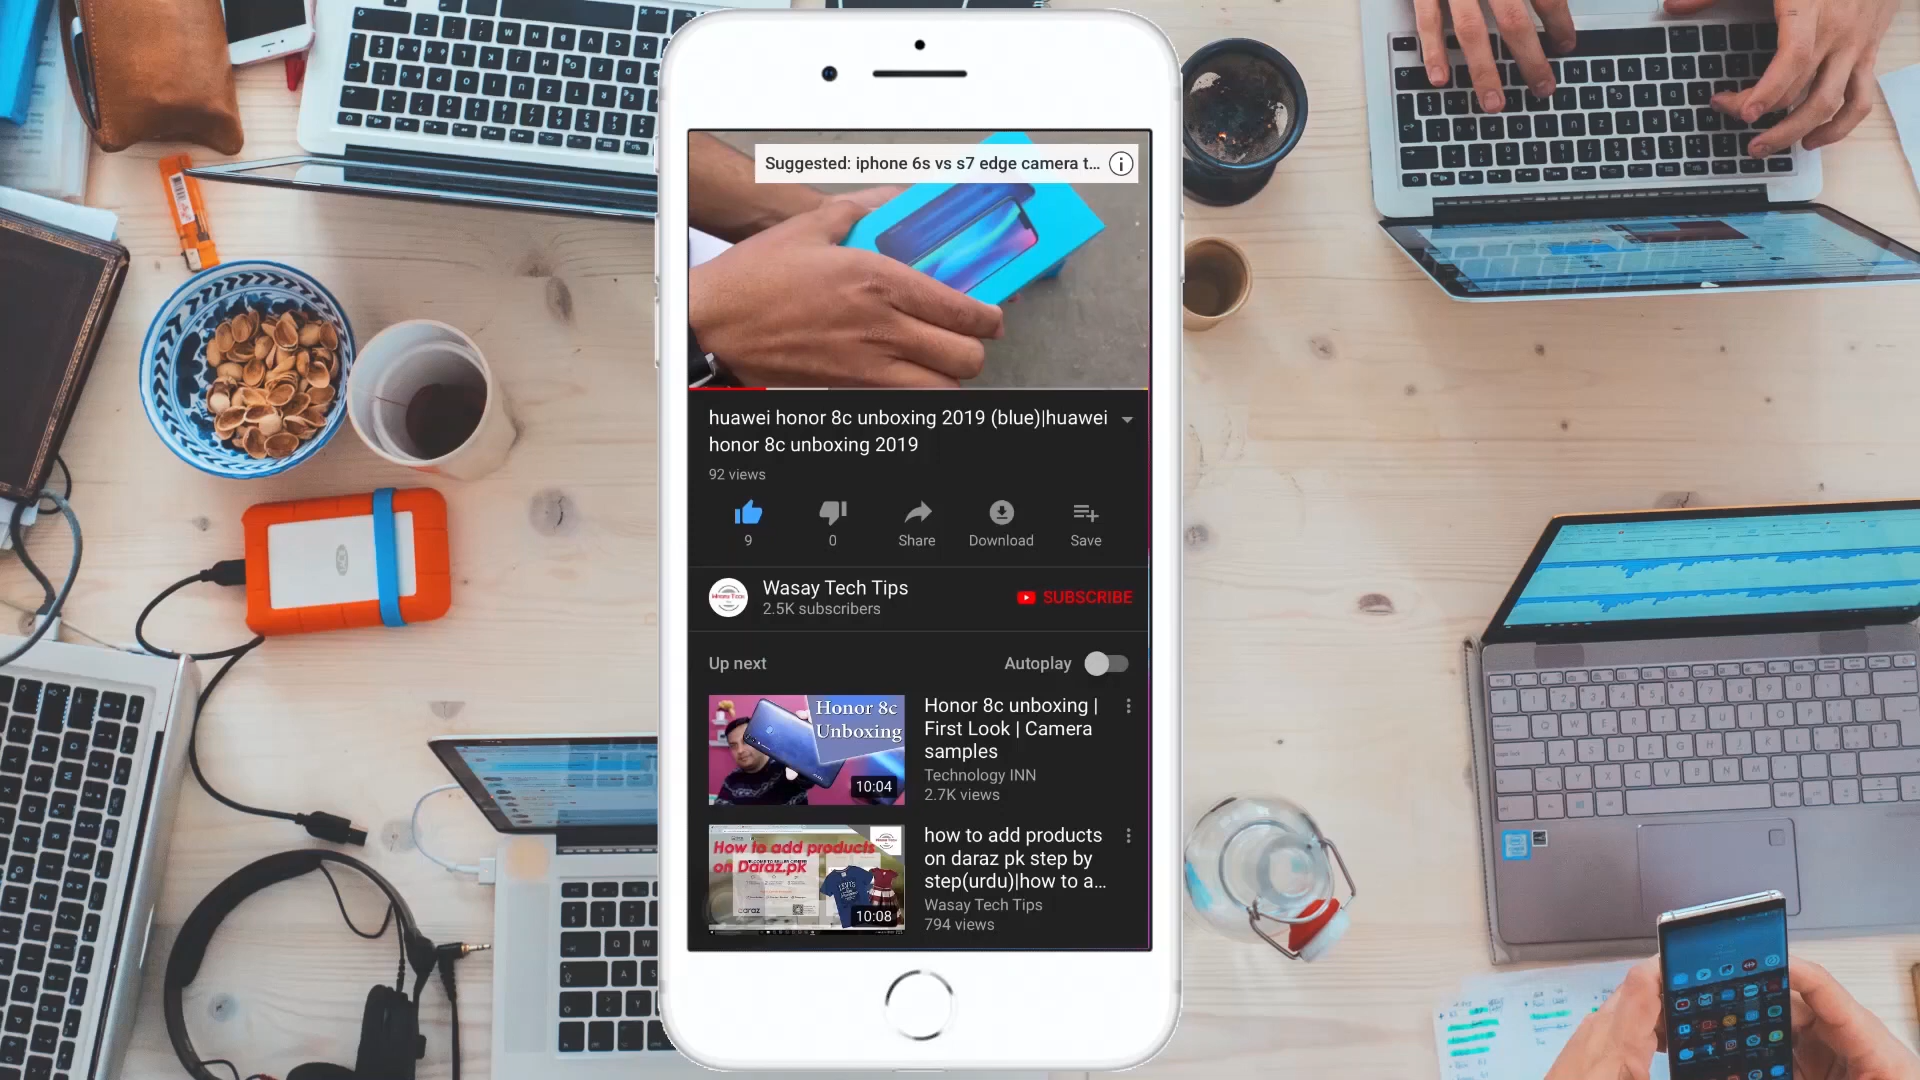 Suggested: iphone 6s vs s7 edge camera t...
huawei honor 8c unboxing 2019 (blue)|huawei
honor 8c unboxing 2019
92 views
9
0
Share
Download
Save
Wasay Tech Tips
2.5K subscribers
SUBSCRIBE
Up next
Autoplay
Honor 8c
Unboxing
10:04
Honor 8c unboxing |
First Look | Camera
samples
Technology INN
2.7K views
How to add products
on Daraz.pk
daraz
10:08
how to add products
on daraz pk step by
step(urdu)|how to a...
Wasay Tech Tips
794 views